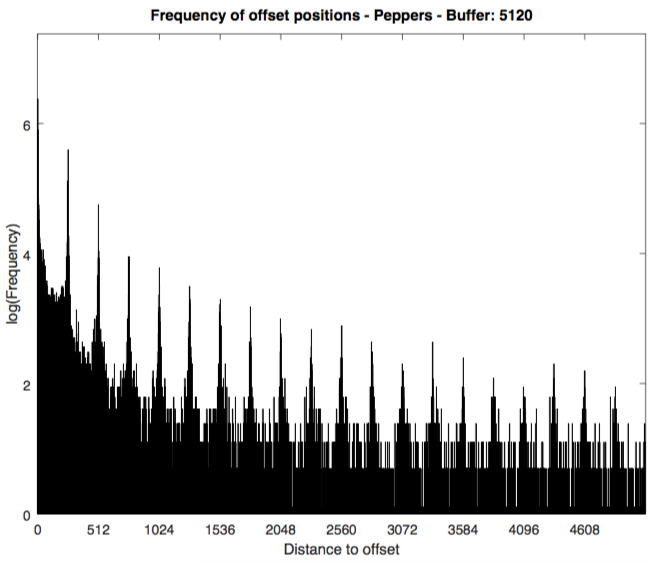 Frequency of offset positions - Peppers - Buffer: 5120
log(Frequency)
6
4
2
0
0 512 1024 1536 2048 2560 3072 3584 4096 4608
Distance to offset